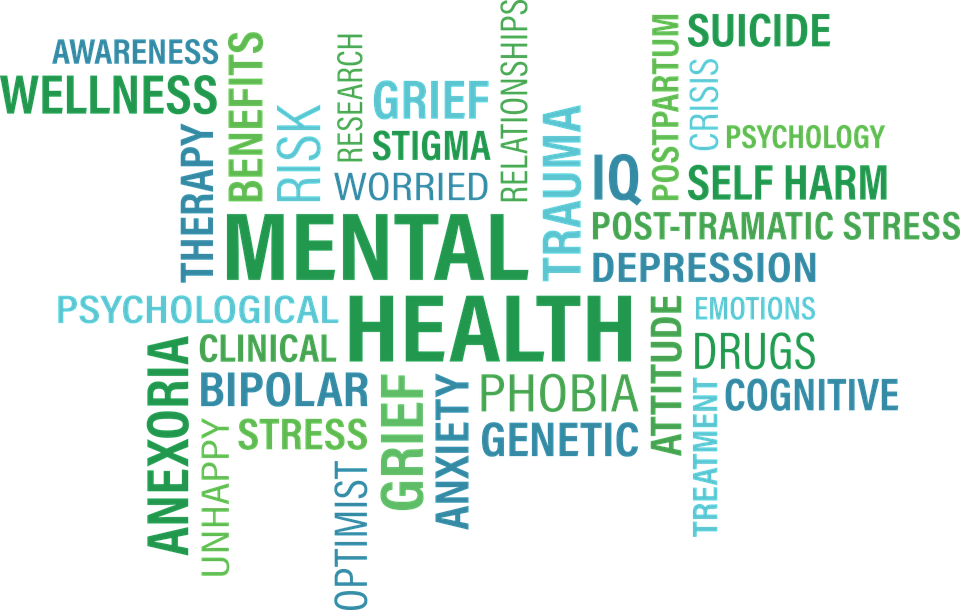 AWARENESS
WELLNESS
THERAPY
BENEFITS
RISK
RESEARCH
GRIEF
STIGMA
WORRIED
RELATIONSHIPS
TRAUMA
IQ
POSTPARTUM
SUICIDE
CRISIS
PSYCHOLOGY
SELF HARM
POST-TRAMATIC STRESS
DEPRESSION
MENTAL
HEALTH
PSYCHOLOGICAL
CLINICAL
BIPOLAR
ANEXORIA
UNHAPPY
STRESS
OPTIMIST
GRIEF
ANXIETY
PHOBIA
GENETIC
ATTITUDE
EMOTIONS
DRUGS
TREATMENT
COGNITIVE